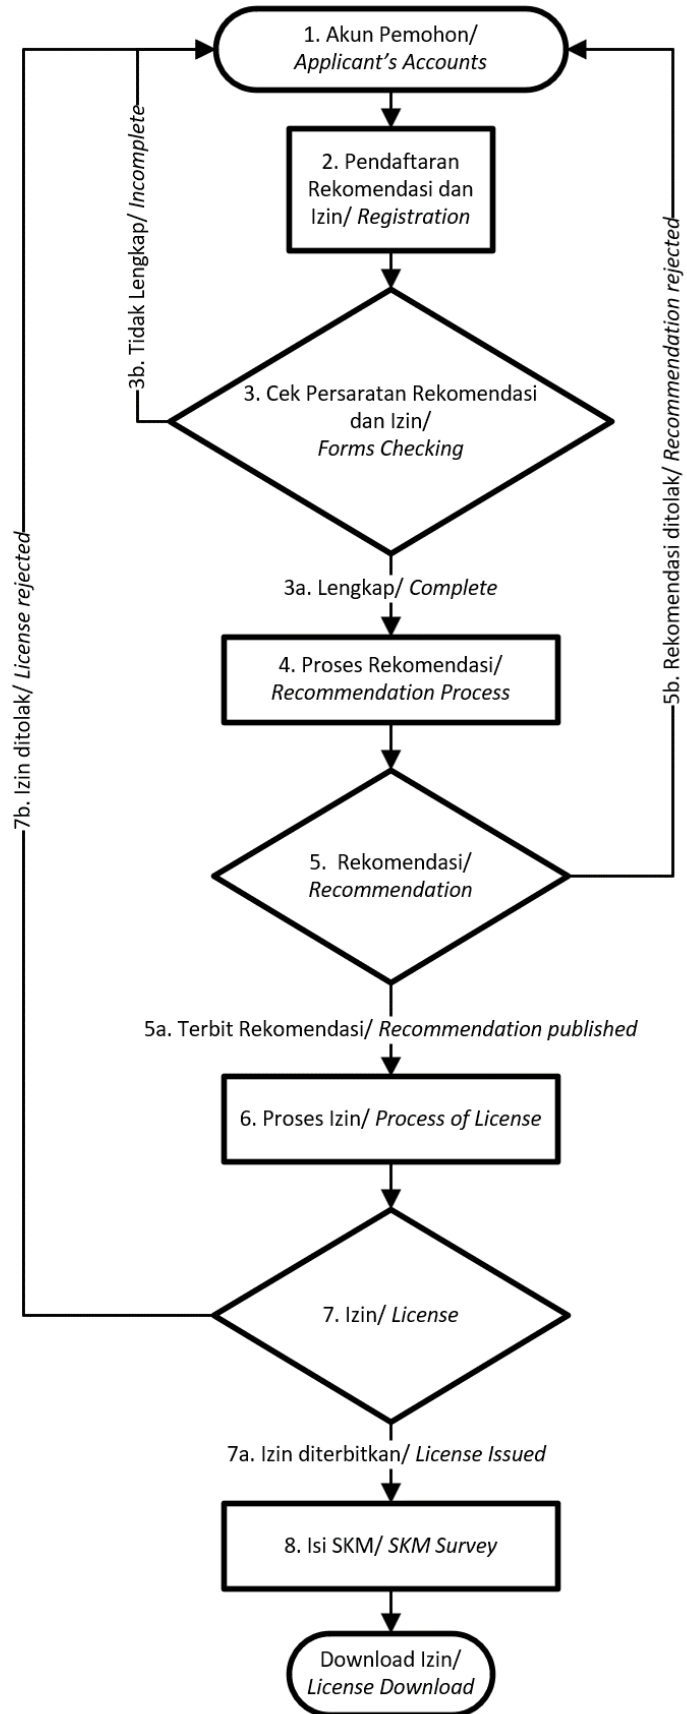 1. Akun Pemohon/
Applicant's Accounts
2. Pendaftaran
Rekomendasi dan
Izin/ Registration
3b. Tidak Lengkap/ Incomplete
3. Cek Persaratan Rekomendasi
dan Izin/
Forms Checking
3a. Lengkap/ Complete
4. Proses Rekomendasi/
Recommendation Process
5b. Rekomendasi ditolak/ Recommendation rejected
7b. Izin ditolak/ License rejected
5. Rekomendasi/
Recommendation
5a. Terbit Rekomendasi/ Recommendation published
6. Proses Izin/ Process of License
7. Izin/ License
7a. Izin diterbitkan/ License Issued
8. Isi SKM/ SKM Survey
Download Izin/
License Download